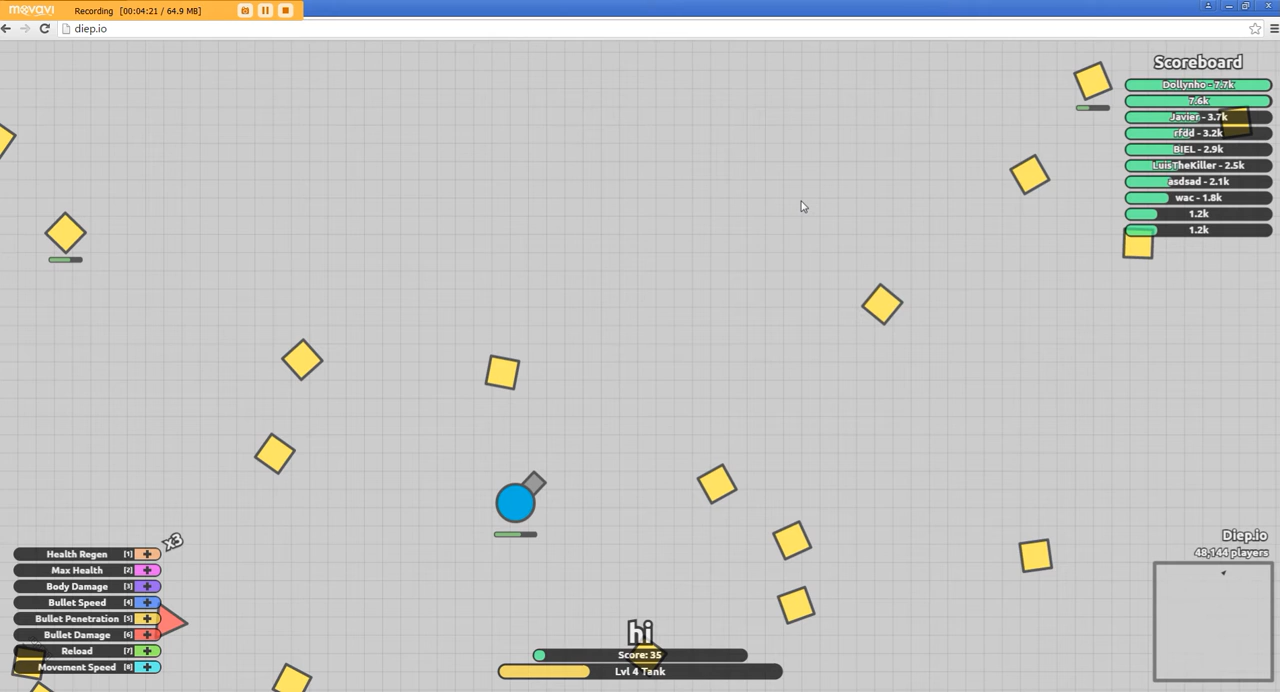 movavi
Recording [00:04:21 / 64.9 MB]
diep.io
Scoreboard
Dollynho - 7.7k
7.6k
Javier - 3.7k
rfdd - 3.2k
BIEL - 2.9k
LuisTheKiller - 2.5k
asdsad - 2.1k
wac - 1.8k
1.2k
1.2k
x3
Health Regen [1] +
Max Health [2] +
Body Damage [3] +
Bullet Speed [4] +
Bullet Penetration [5] +
Bullet Damage [6] +
Reload [7] +
Movement Speed [8] +
hi
Score: 35
Lvl 4 Tank
Diep.io
48,144 players